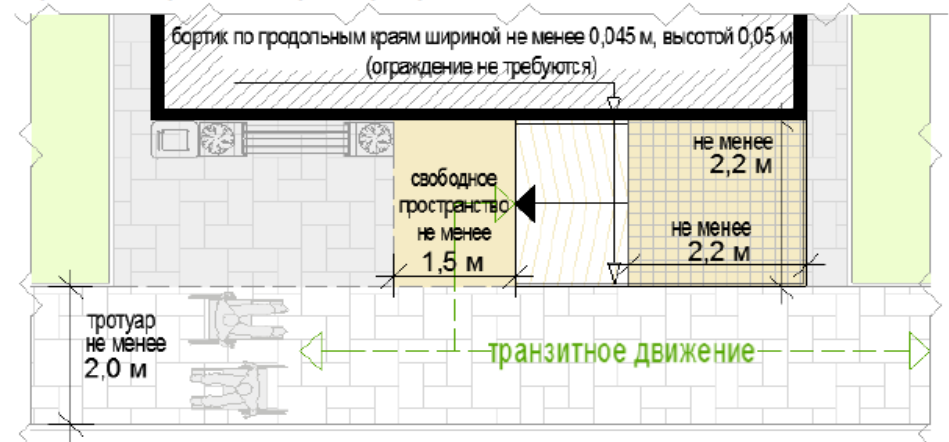 бортик по продольным краям шириной не менее 0,045 м, высотой 0,05 м
(ограждение не требуются)
не менее
2,2 м
свободное
пространство
не менее
1,5 м
не менее
2,2 м
тротуар
не менее
2,0 м
транзитное движение